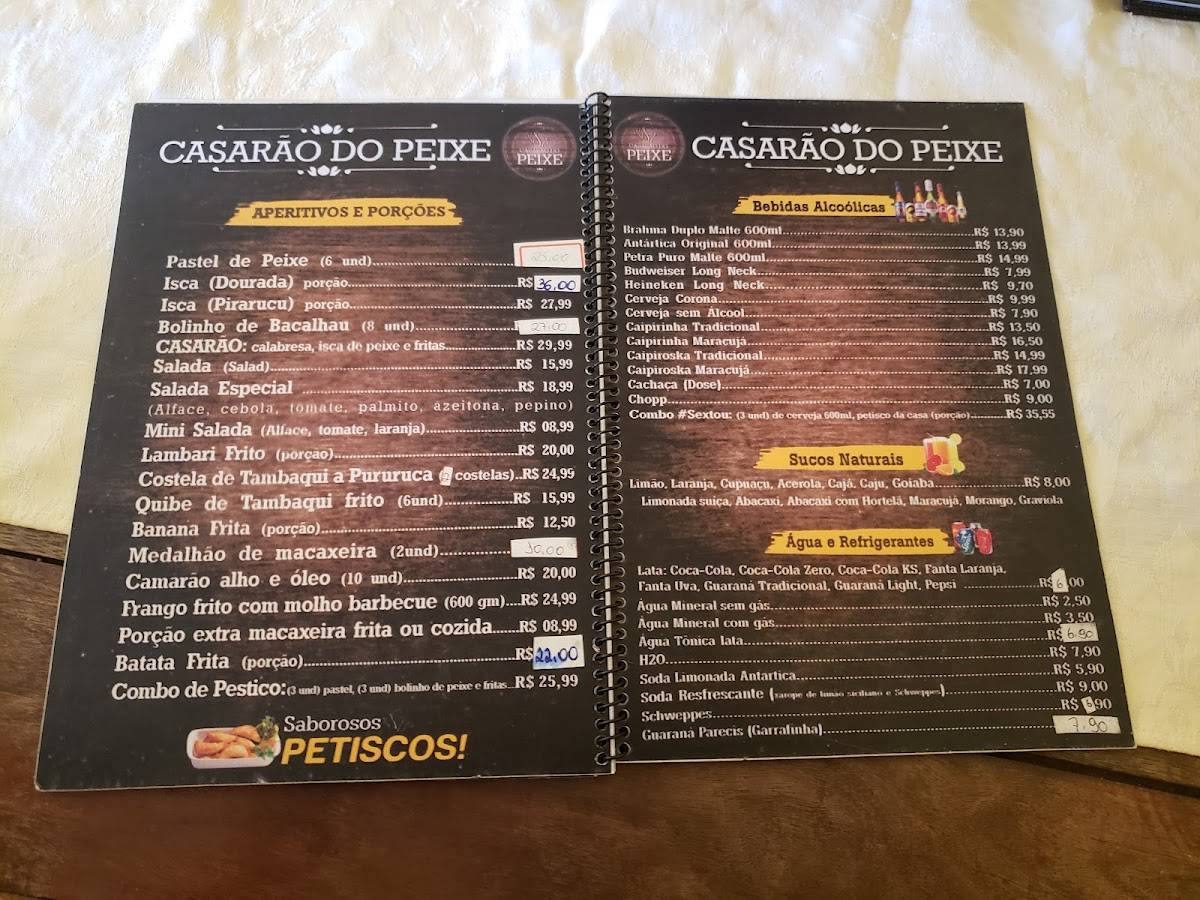 CASARÃO DO PEIXE
PEIXE
APERITIVOS E PORÇÕES
Pastel de Peixe (6 und)
Isca (Dourada) porção R$ 36,00
Isca (Pirarucu) porção R$ 27,99
Bolinho de Bacalhau (8 und) 27,00
CASARÃO: calabresa, isca de peixe e fritas R$ 29,99
Salada (Salad) R$ 15,99
Salada Especial R$ 18,99
(Alface, cebola, tomate, palmito, azeitona, pepino)
Mini Salada (Alface, tomate, laranja) R$ 08,99
Lambari Frito (porção) R$ 20,00
Costela de Tambaqui a Pururuca ( costelas) R$ 24,99
Quibe de Tambaqui frito (6und) R$ 15,99
Banana Frita (porção) R$ 12,50
Medalhão de macaxeira (2und) 10,00
Camarão alho e óleo (10 und) R$ 20,00
Frango frito com molho barbecue (600 gm) R$ 24,99
Porção extra macaxeira frita ou cozida R$ 08,99
Batata Frita (porção) R$ 22,00
Combo de Pestico: (3 und) pastel, (3 und) bolinho de peixe e fritas R$ 25,99
Saborosos
PETISCOS!
PEIXE
CASARÃO DO PEIXE
Bebidas Alcoólicas
Brahma Duplo Malte 600ml R$ 13,90
Antártica Original 600ml R$ 13,99
Petra Puro Malte 600ml R$ 14,99
Budweiser Long Neck R$ 7,99
Heineken Long Neck R$ 9,70
Cerveja Corona R$ 9,99
Cerveja sem Álcool R$ 7,90
Caipirinha Tradicional R$ 13,50
Caipirinha Maracujá R$ 16,50
Caipiroska Tradicional R$ 14,99
Caipiroska Maracujá R$ 17,99
Cachaça (Dose) R$ 7,00
Chopp R$ 9,00
Combo #Sextou: (3 und) de cerveja 600ml, petisco da casa (porção) R$ 35,55
Sucos Naturais
Limão, Laranja, Cupuaçu, Acerola, Cajá, Caju, Goiaba R$ 8,00
Limonada suíça, Abacaxi, Abacaxi com Hortelã, Maracujá, Morango, Graviola
Água e Refrigerantes
Lata: Coca-Cola, Coca-Cola Zero, Coca-Cola KS, Fanta Laranja,
Fanta Uva, Guaraná Tradicional, Guaraná Light, Pepsi R$ 6,00
Água Mineral sem gás R$ 2,50
Água Mineral com gás R$ 3,50
Água Tônica lata R$ 6,90
H2O R$ 7,90
Soda Limonada Antartica R$ 5,90
Soda Resfrescante (xarope de limão siciliano e Schweppes) R$ 9,00
Schweppes R$
Guaraná Parecis (Garrafinha) 7,90